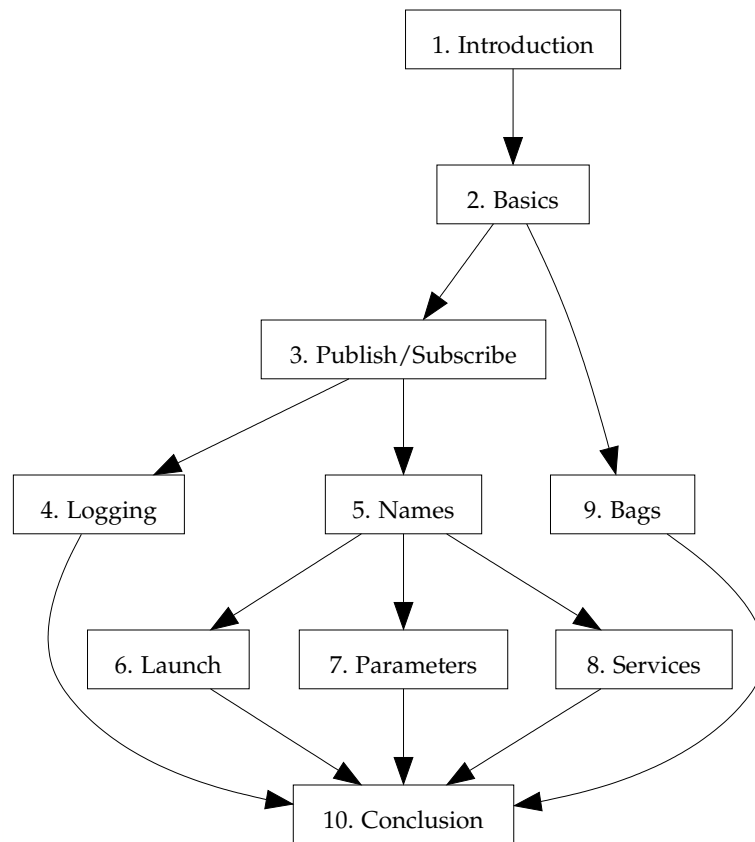 1. Introduction
2. Basics
3. Publish/Subscribe
4. Logging
5. Names
9. Bags
6. Launch
7. Parameters
8. Services
10. Conclusion